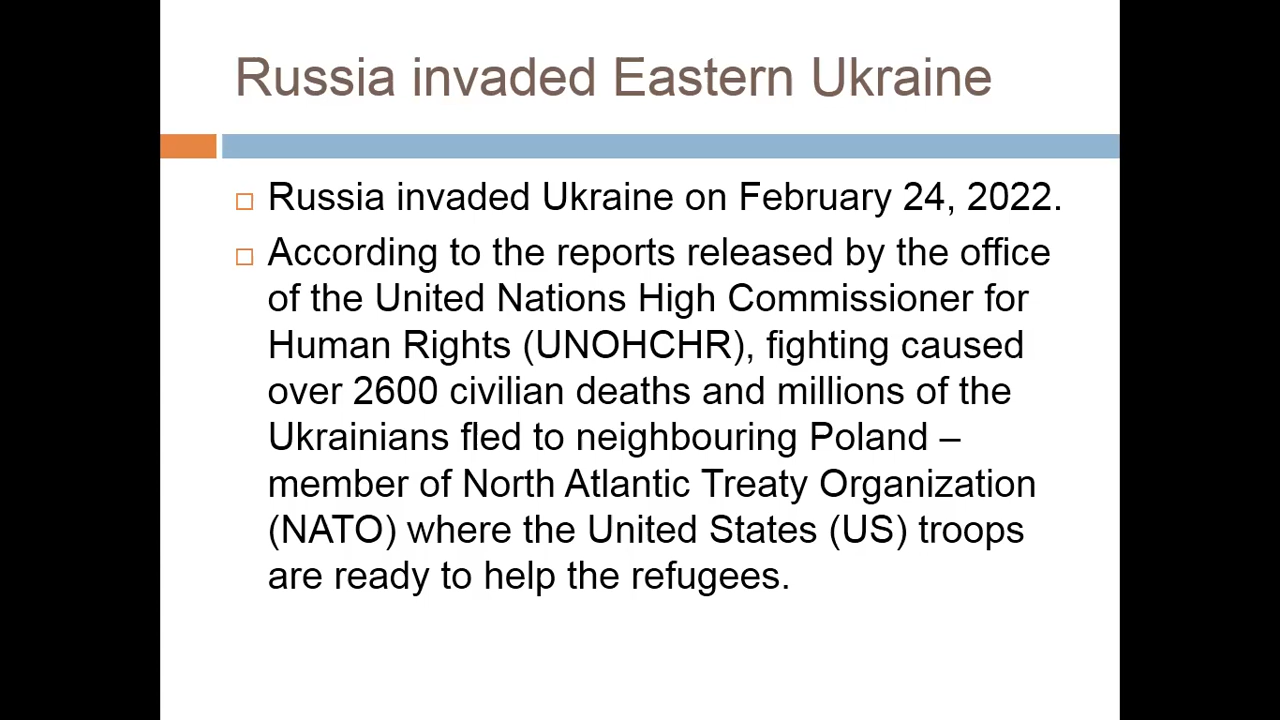 Russia invaded Eastern Ukraine
Russia invaded Ukraine on February 24, 2022.
According to the reports released by the office
of the United Nations High Commissioner for
Human Rights (UNOHCHR), fighting caused
over 2600 civilian deaths and millions of the
Ukrainians fled to neighbouring Poland –
member of North Atlantic Treaty Organization
(NATO) where the United States (US) troops
are ready to help the refugees.